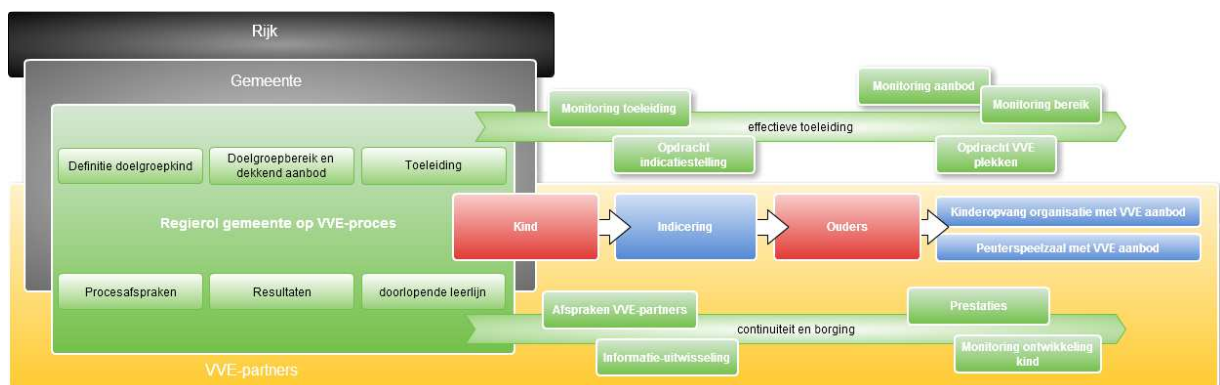 Rijk
Gemeente
Monitoring toeleiding
Monitoring aanbod
Monitoring bereik
effectieve toeleiding
Opdracht
indicatiestelling
Opdracht VVE
plekken
Definitie doelgroepkind
Doelgroepbereik en
dekkend aanbod
Toeleiding
Regierol gemeente op VVE-proces
Kind
Indicering
Ouders
Kinderopvang organisatie met VVE aanbod
Peuterspeelzaal met VVE aanbod
Procesafspraken
Resultaten
doorlopende leerlijn
Afspraken VVE-partners
Prestaties
continuiteit en borging
Informatie-uitwisseling
Monitoring ontwikkeling
kind
VVE-partners